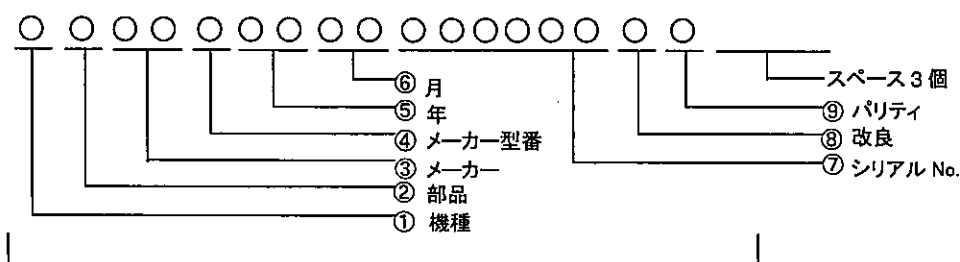 ○ ○ ○○ ○ ○○ ○○ ○○○○○○ ○ ○
⑥ 月
スペース3個
⑤ 年
⑨ パリティ
④ メーカー型番
⑧ 改良
③ メーカー
⑦ シリアル No.
② 部品
① 機種